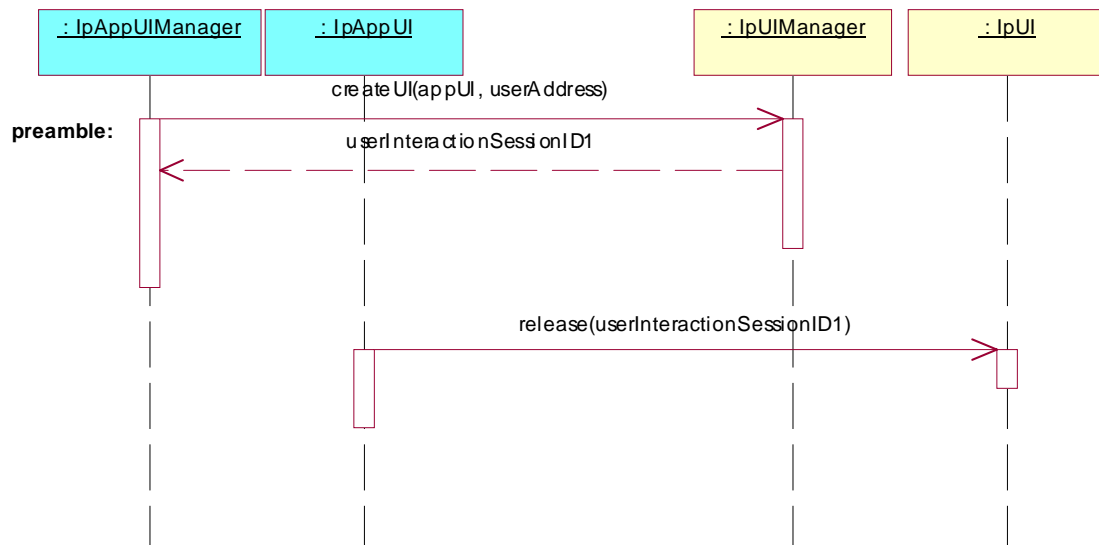 : IpAppUIManager
: IpAppUI
: IpUIManager
: IpUI
createUI(appUI, userAddress)
preamble:
userInteractionSessionID1
release(userInteractionSessionID1)